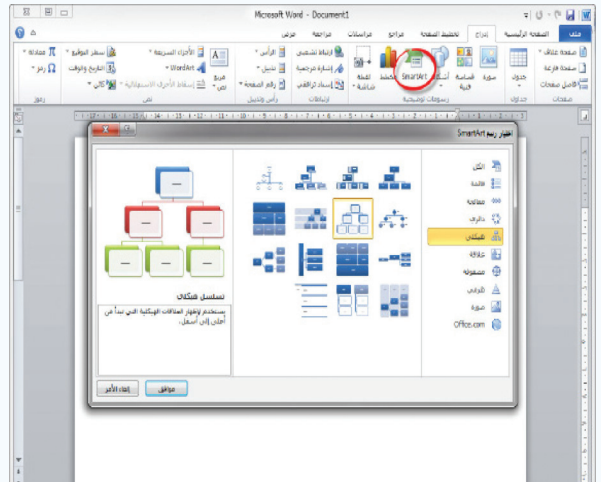 Microsoft Word - Document1
ملف الصفحة الرئيسية إدراج تخطيط الصفحة مراجع مراسلات مراجعة عرض
صفحة غلاف
صفحة فارغة
فاصل صفحات
صفحات
جدول
جداول
صورة
قصاصة فنية
أشكال
SmartArt
مخطط
لقطة شاشة
رسومات توضيحية
ارتباط تشعبي
إشارة مرجعية
إسناد ترافقي
ارتباطات
الرأس
تذييل
رقم الصفحة
رأس وتذييل
مربع نص
الأجزاء السريعة
WordArt
إسقاط الأحرف الاستهلالية
سطر التوقيع
التاريخ والوقت
كائن
نص
معادلة
رمز
رموز
اختيار رسم SmartArt
الكل
قائمة
معالجة
دائري
هيكلي
علاقة
مصفوفة
هرمي
صورة
Office.com
تسلسل هيكلي
يستخدم لإظهار العلاقات الهيكلية التي تبدأ من
أعلى إلى أسفل.
موافق
إلغاء الأمر